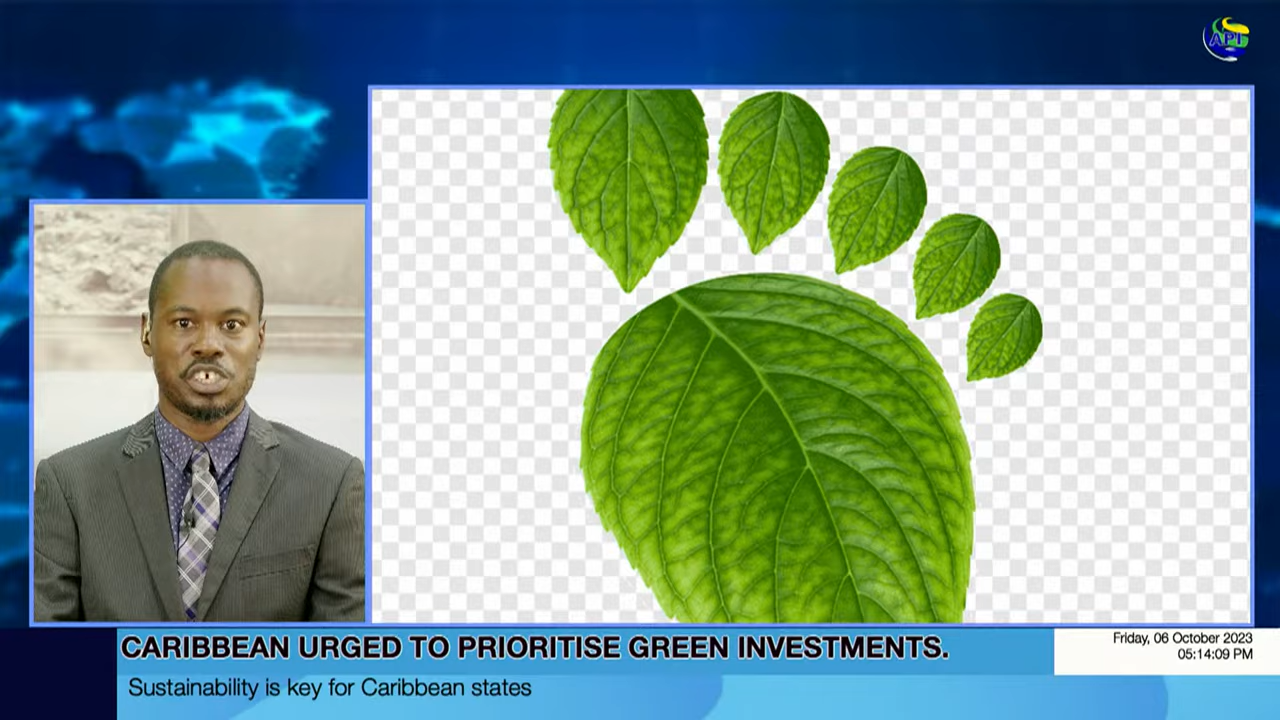 API
CARIBBEAN URGED TO PRIORITISE GREEN INVESTMENTS.
Friday, 06 October 2023
05:14:09 PM
Sustainability is key for Caribbean states